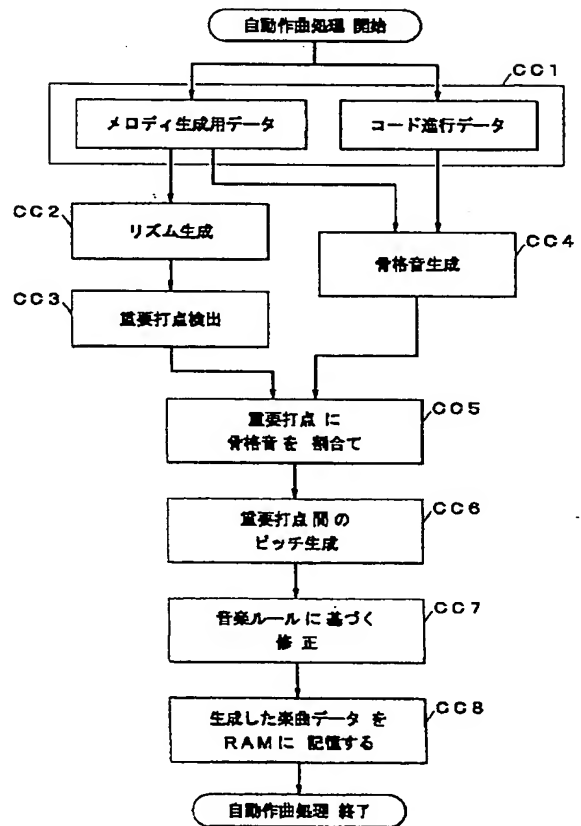 自動作曲処理 開始
CC1
メロディ生成用データ
コード進行データ
CC2
リズム生成
CC4
骨格音生成
CC3
重要打点検出
CC5
重要打点 に
骨格音を 割合て
CC6
重要打点 間の
ピッチ生成
CC7
音楽ルール に 基づく
修 正
CC8
生成した楽曲データ を
RAMに 記憶する
自動作曲処理 終了